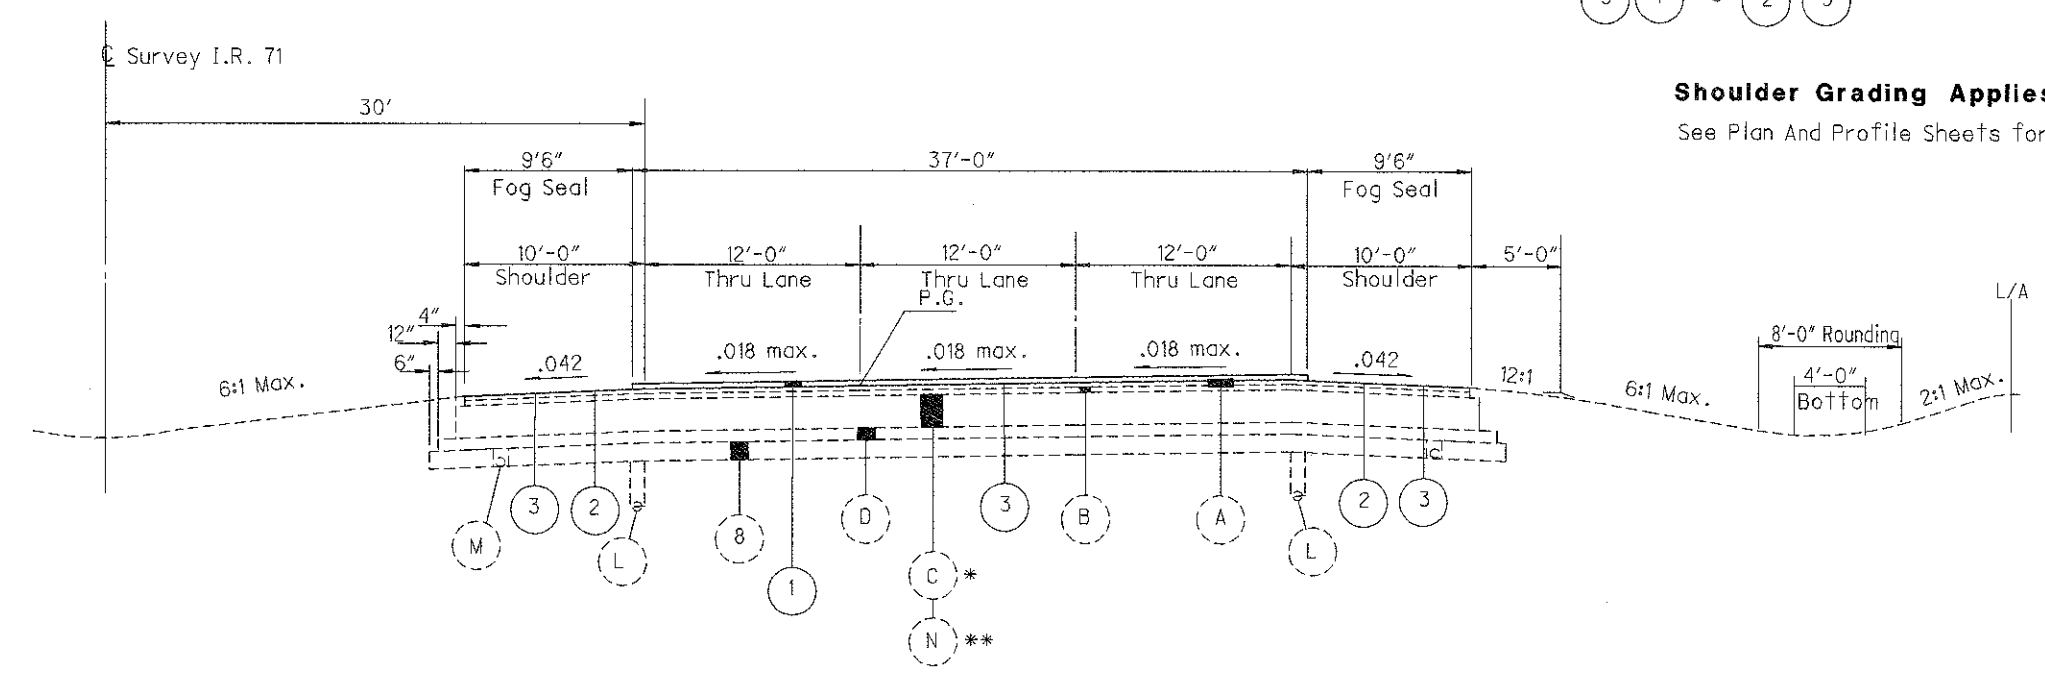 ℄ Survey I.R. 71
Shoulder Grading Applies
See Plan And Profile Sheets for
30'
9'6" 37'-0" 9'6"
Fog Seal Fog Seal
10'-0" 12'-0" 12'-0" 12'-0" 10'-0" 5'-0"
Shoulder Thru Lane Thru Lane Thru Lane Shoulder
P.G.
L/A
4"
12"
6"
8'-0" Rounding
.042 .018 max. .018 max. .018 max. .042
6:1 Max. 12:1 6:1 Max. 4'-0" 2:1 Max.
Bottom
3 2 3 2 3
M L 8 D B A L
1 C *
N **